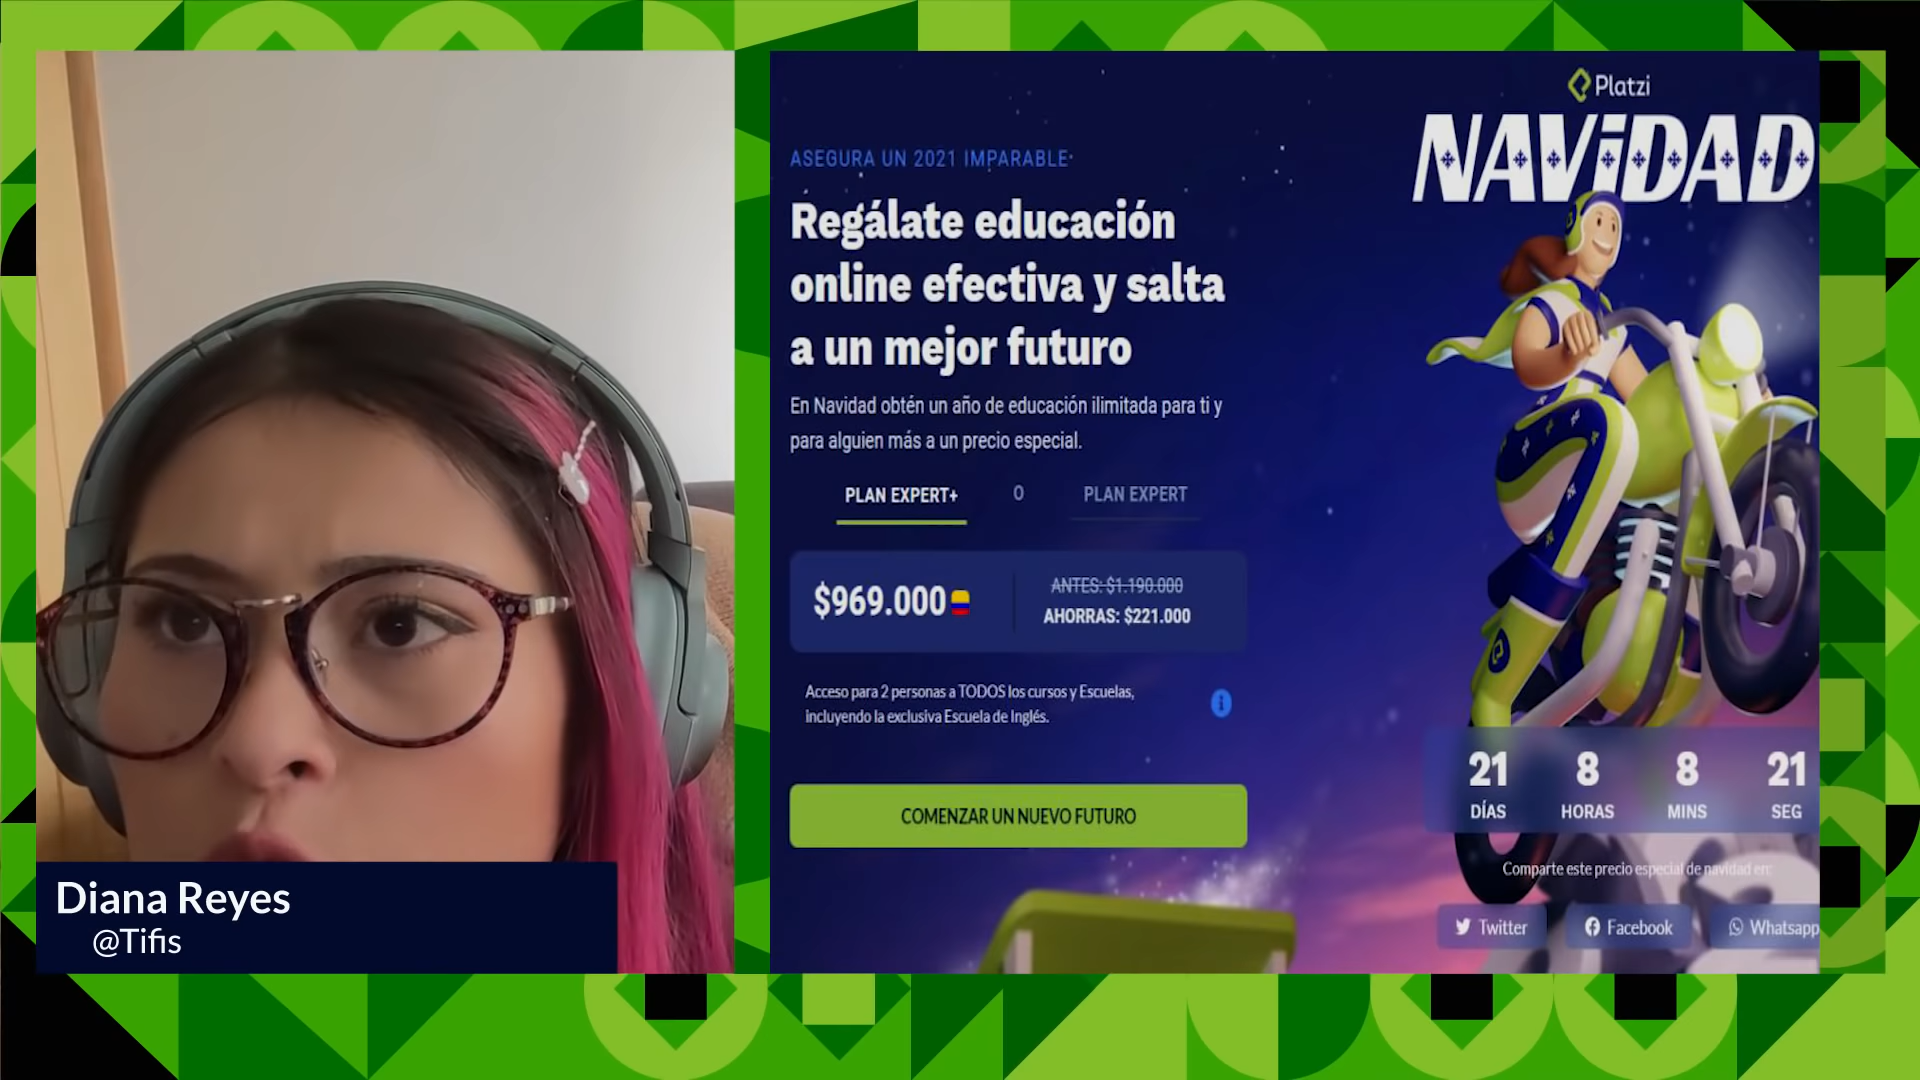 Diana Reyes
@Tifis
Platzi
NAViDAD
ASEGURA UN 2021 IMPARABLE
Regálate educación
online efectiva y salta
a un mejor futuro
En Navidad obtén un año de educación ilimitada para ti y
para alguien más a un precio especial.
PLAN EXPERT+ O PLAN EXPERT
$969.000
ANTES: $1.190.000
AHORRAS: $221.000
Acceso para 2 personas a TODOS los cursos y Escuelas,
incluyendo la exclusiva Escuela de Inglés.
COMENZAR UN NUEVO FUTURO
21 8 8 21
DÍAS HORAS MINS SEG
Comparte este precio especial de navidad en:
Twitter Facebook Whatsapp